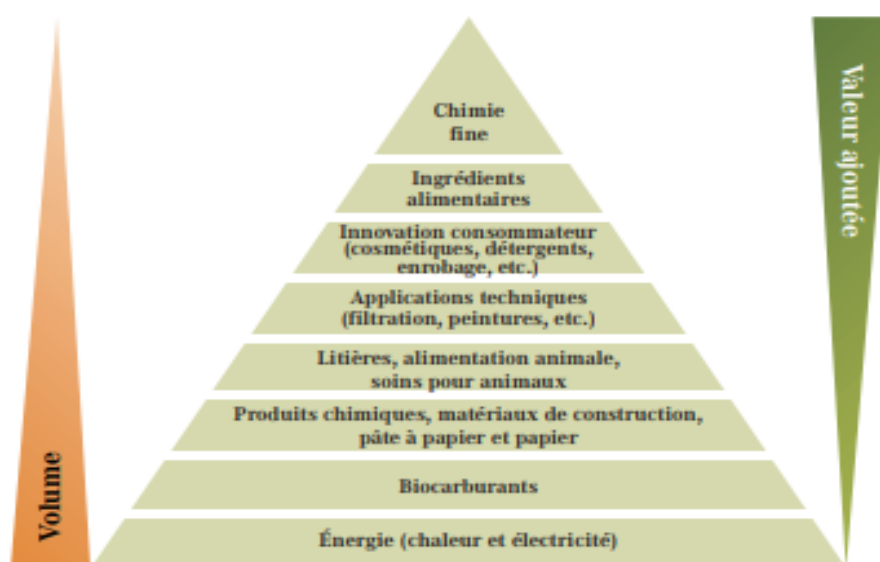 Chimie
fine
Ingrédients
alimentaires
Innovation consommateur
(cosmétiques, détergents,
enrobage, etc.)
Applications techniques
(filtration, peintures, etc.)
Litières, alimentation animale,
soins pour animaux
Produits chimiques, matériaux de construction,
pâte à papier et papier
Biocarburants
Énergie (chaleur et électricité)
Volume
Valeur ajoutée